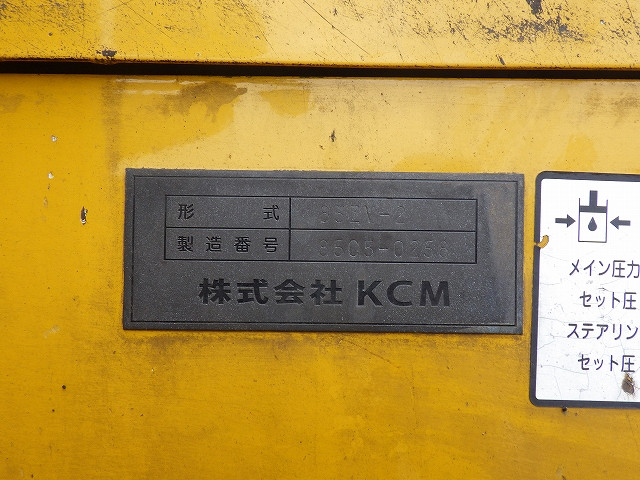 形式
製造番号
株式会社 KCM
メイン圧力
セット圧
ステアリン
セット圧